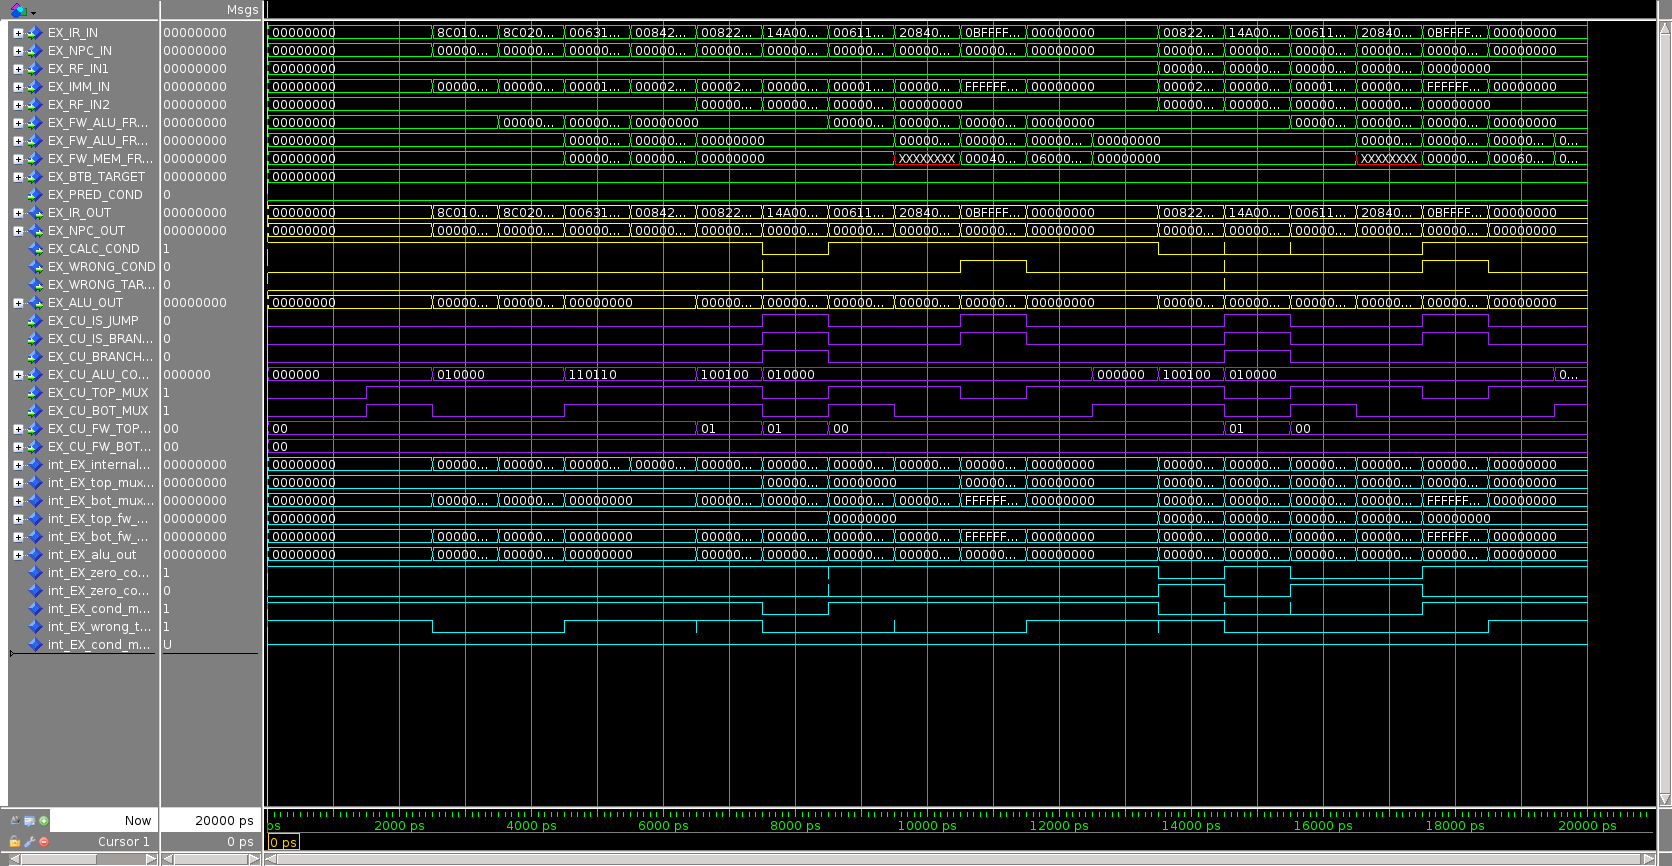 Msgs
EX_IR_IN 00000000 00000000 8C010... 8C020... 00631... 00842... 00822... 14A00... 00611... 20840... 0BFFFF... 00000000 00822... 14A00... 00611... 20840... 0BFFFF... 00000000
EX_NPC_IN 00000000 00000000 00000... 00000... 00000... 00000... 00000... 00000... 00000... 00000... 00000... 00000000 00000... 00000... 00000... 00000... 00000... 00000000
EX_RF_IN1 00000000 00000000 00000... 00000... 00000... 00000... 00000000
EX_IMM_IN 00000000 00000000 00000... 00000... 00001... 00002... 00002... 00000... 00001... 00000... FFFFFF... 00000000 00002... 00000... 00001... 00000... FFFFFF... 00000000
EX_RF_IN2 00000000 00000000 00000... 00000... 00000... 00000000 00000... 00000... 00000... 00000... 00000000
EX_FW_ALU_FR... 00000000 00000000 00000... 00000... 00000000 00000... 00000... 00000... 00000000 00000... 00000... 00000... 00000000
EX_FW_ALU_FR... 00000000 00000000 00000... 00000... 00000000 00000... 00000... 00000... 00000000 00000... 00000... 00000... 0...
EX_FW_MEM_FR... 00000000 00000000 00000... 00000... 00000000 XXXXXXXX 00040... 06000... 00000000 XXXXXXXX 00000... 00060... 0...
EX_BTB_TARGET 00000000 00000000
EX_PRED_COND 0
EX_IR_OUT 00000000 00000000 8C010... 8C020... 00631... 00842... 00822... 14A00... 00611... 20840... 0BFFFF... 00000000 00822... 14A00... 00611... 20840... 0BFFFF... 00000000
EX_NPC_OUT 00000000 00000000 00000... 00000... 00000... 00000... 00000... 00000... 00000... 00000... 00000... 00000000 00000... 00000... 00000... 00000... 00000... 00000000
EX_CALC_COND 1
EX_WRONG_COND 0
EX_WRONG_TAR... 0
EX_ALU_OUT 00000000 00000000 00000... 00000... 00000000 00000... 00000... 00000... 00000... 00000... 00000000 00000... 00000... 00000... 00000... 00000... 00000000
EX_CU_IS_JUMP 0
EX_CU_IS_BRAN... 0
EX_CU_BRANCH... 0
EX_CU_ALU_CO... 000000 000000 010000 110110 100100 010000 000000 100100 010000 0...
EX_CU_TOP_MUX 1
EX_CU_BOT_MUX 1
EX_CU_FW_TOP... 00 00 01 01 00 01 00
EX_CU_FW_BOT... 00 00
int_EX_internal... 00000000 00000000 00000... 00000... 00000... 00000... 00000... 00000... 00000... 00000... 00000... 00000000 00000... 00000... 00000... 00000... 00000... 00000000
int_EX_top_mux... 00000000 00000000 00000... 00000000 00000... 00000000 00000... 00000... 00000... 00000... 00000... 00000000
int_EX_bot_mux... 00000000 00000000 00000... 00000... 00000000 00000... 00000... 00000... 00000... FFFFFF... 00000000 00000... 00000... 00000... 00000... FFFFFF... 00000000
int_EX_top_fw_... 00000000 00000000 00000000 00000... 00000... 00000... 00000... 00000000
int_EX_bot_fw_... 00000000 00000000 00000... 00000... 00000000 00000... 00000... 00000... 00000... FFFFFF... 00000000 00000... 00000... 00000... 00000... FFFFFF... 00000000
int_EX_alu_out 00000000 00000000 00000... 00000... 00000000 00000... 00000... 00000... 00000... 00000... 00000000 00000... 00000... 00000... 00000... 00000... 00000000
int_EX_zero_co... 1
int_EX_zero_co... 0
int_EX_cond_m... 1
int_EX_wrong_t... 1
int_EX_cond_m... U
Now 20000 ps ps 2000 ps 4000 ps 6000 ps 8000 ps 10000 ps 12000 ps 14000 ps 16000 ps 18000 ps 20000 ps
Cursor 1 0 ps 0 ps